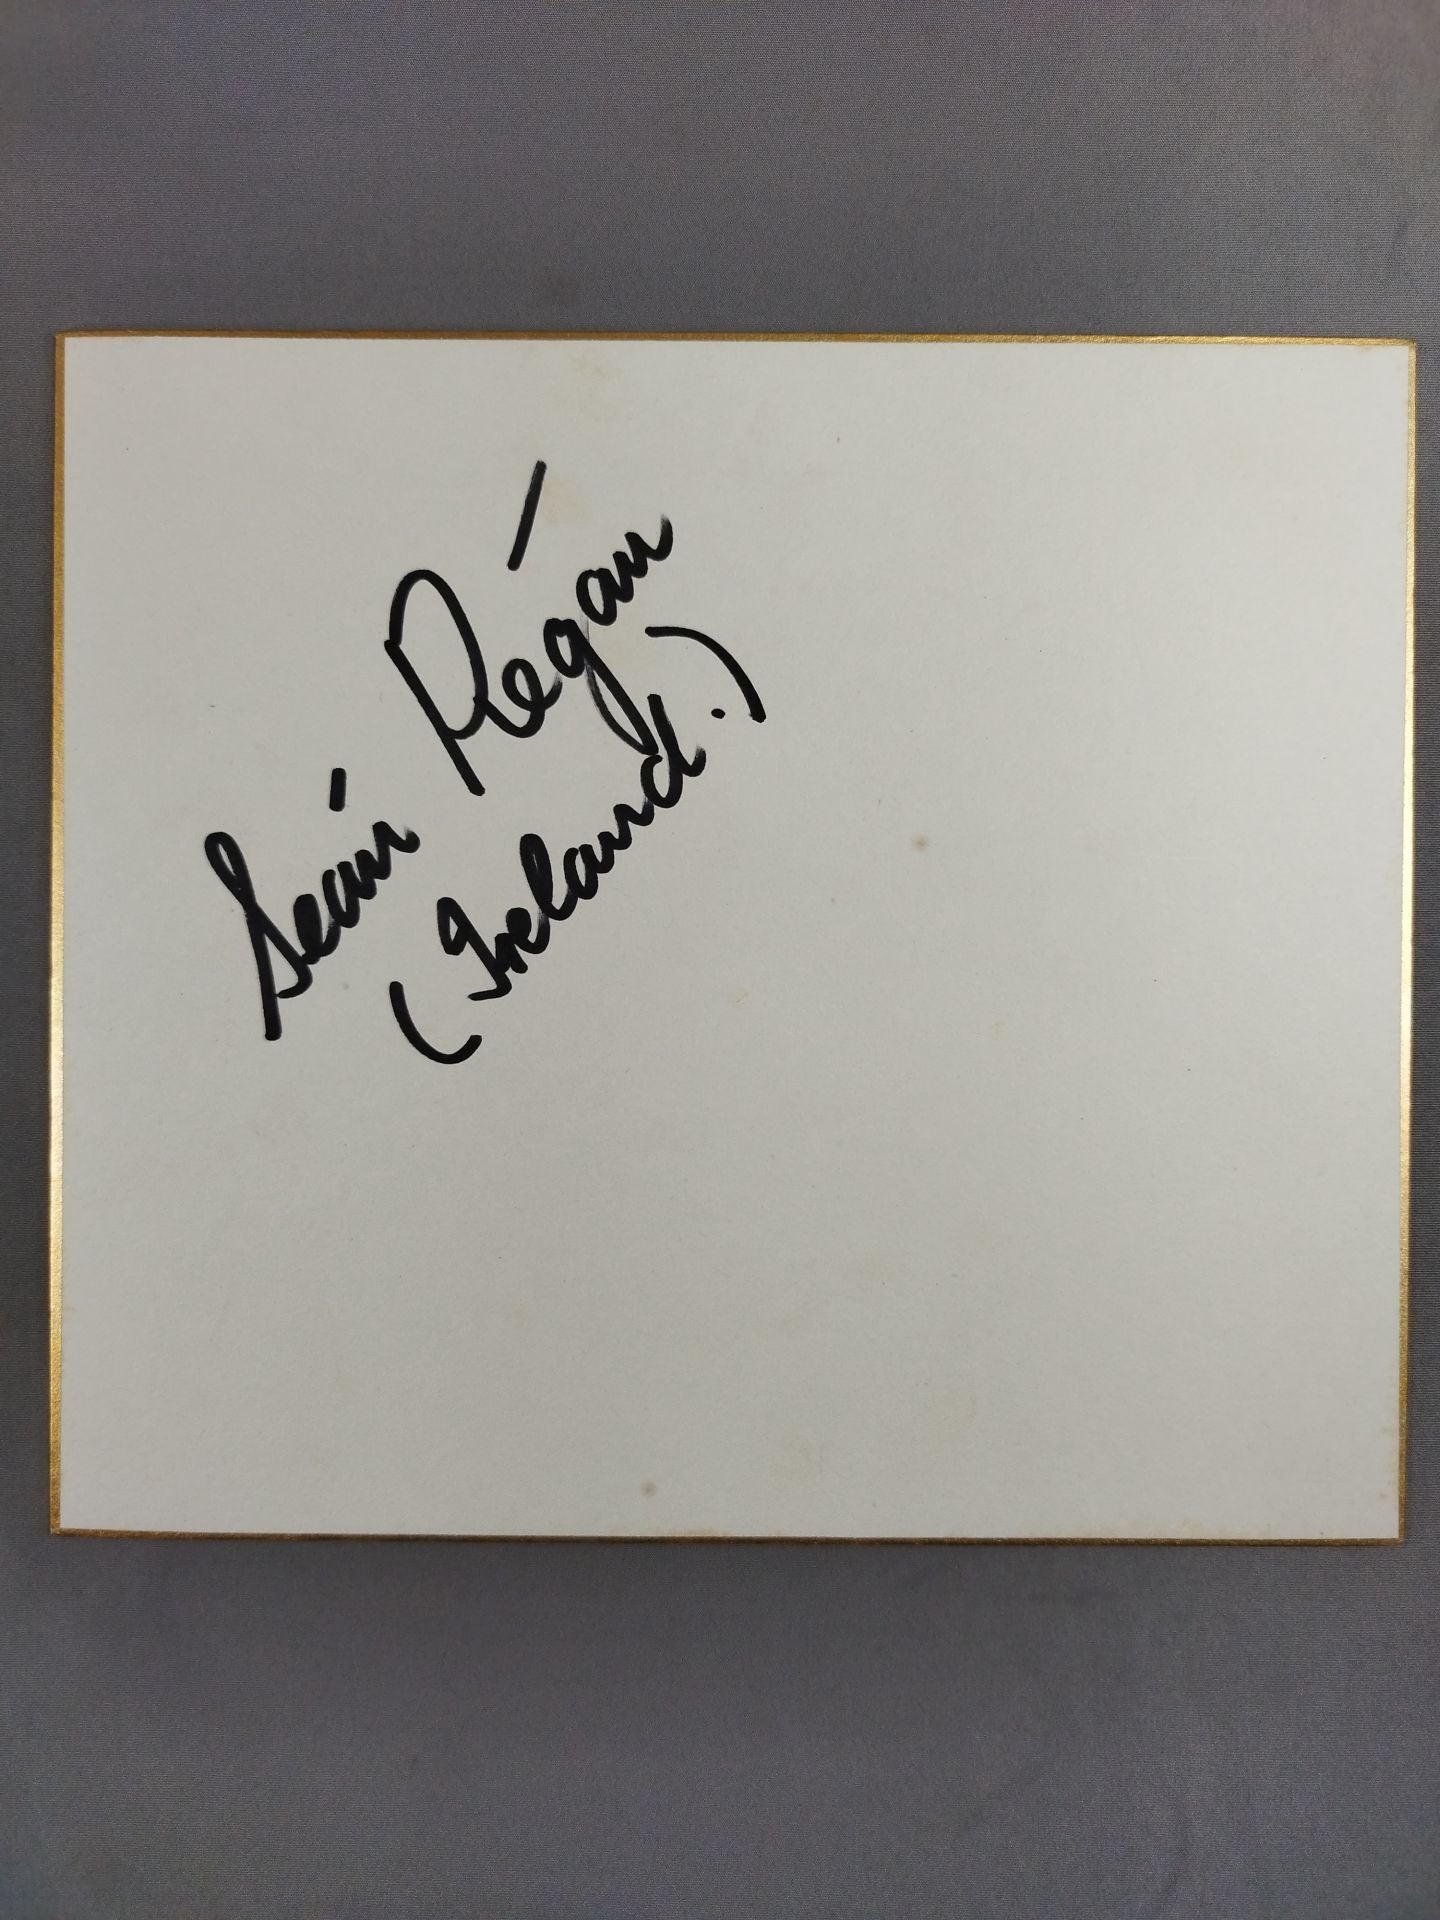 Seán Régan
(Ireland.)